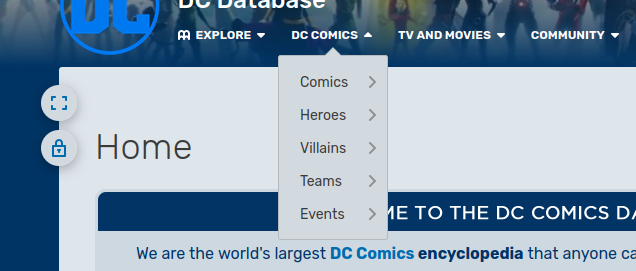 DC
DC Database
EXPLORE
DC COMICS
TV AND MOVIES
COMMUNITY
Comics
Heroes
Villains
Teams
Events
Home
ME TO THE DC COMICS DA
We are the world's largest DC Comics encyclopedia that anyone ca